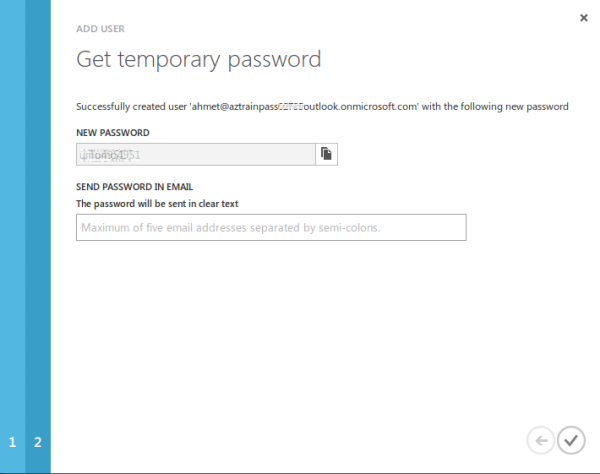 ADD USER
Get temporary password
Successfully created user 'ahmet@aztrainpass outlook.onmicrosoft.com' with the following new password
NEW PASSWORD
SEND PASSWORD IN EMAIL
The password will be sent in clear text
Maximum of five email addresses separated by semi-colons.
1 2